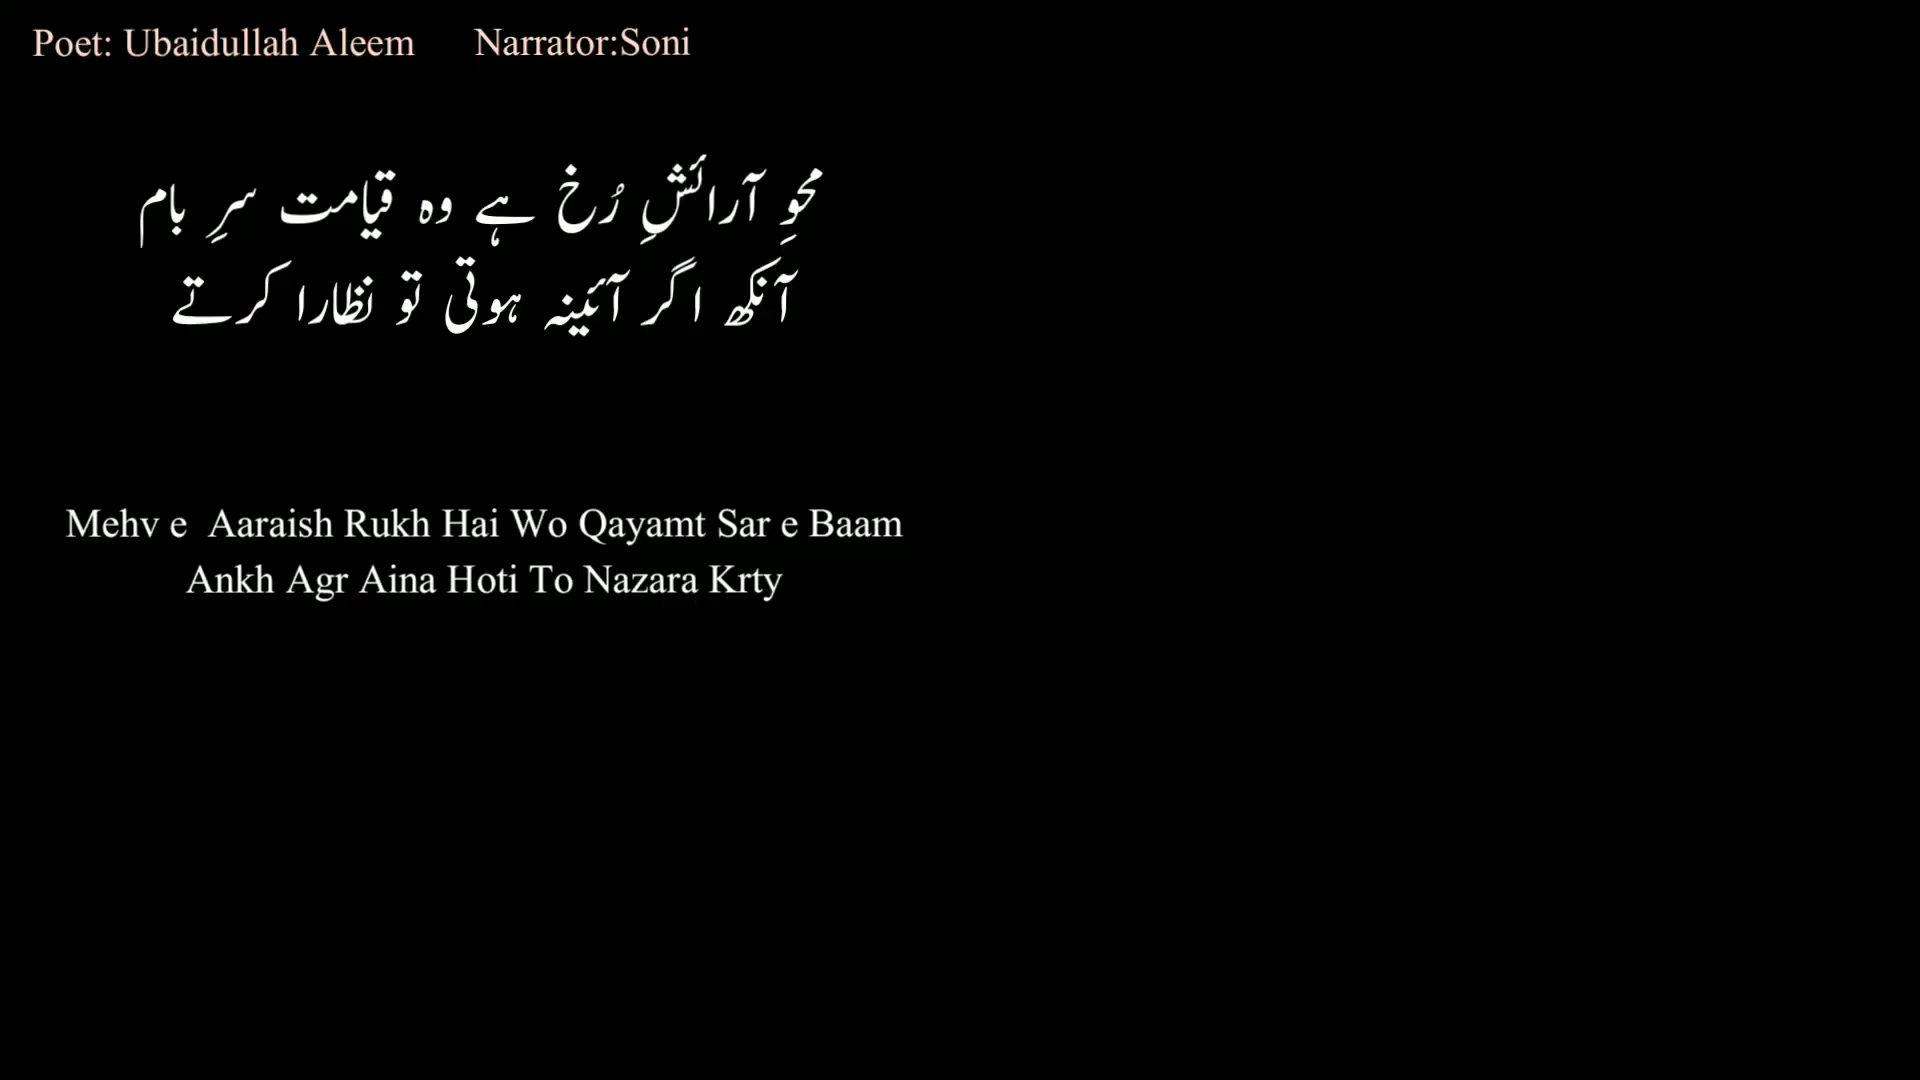 Poet: Ubaidullah Aleem Narrator:Soni
محوِ آرائشِ رُخ ہے وہ قیامت سرِ بام
آنکھ اگر آئینہ ہوتی تو نظارا کرتے
Mehv e Aaraish Rukh Hai Wo Qayamt Sar e Baam
Ankh Agr Aina Hoti To Nazara Krty